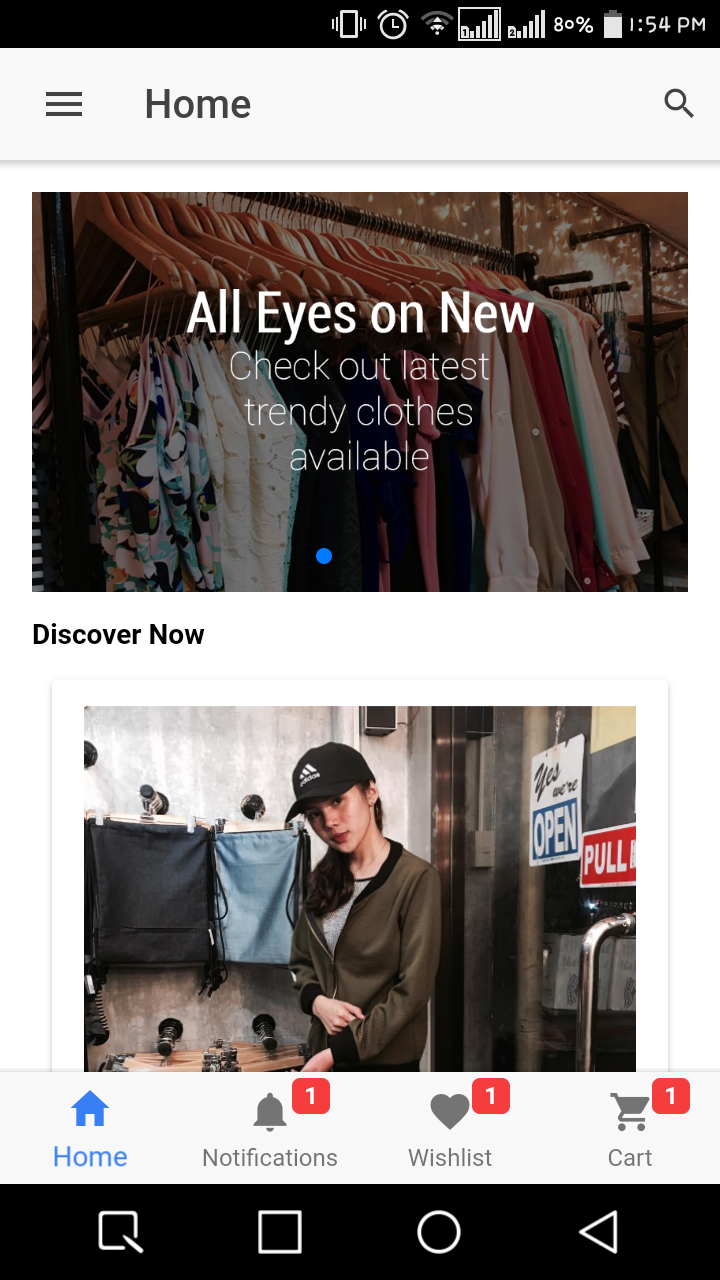 80% 1:54 PM
Home
All Eyes on New
Check out latest
trendy clothes
available
Discover Now
adidas
Yes
we're
OPEN
PULL
1 1 1
Home Notifications Wishlist Cart